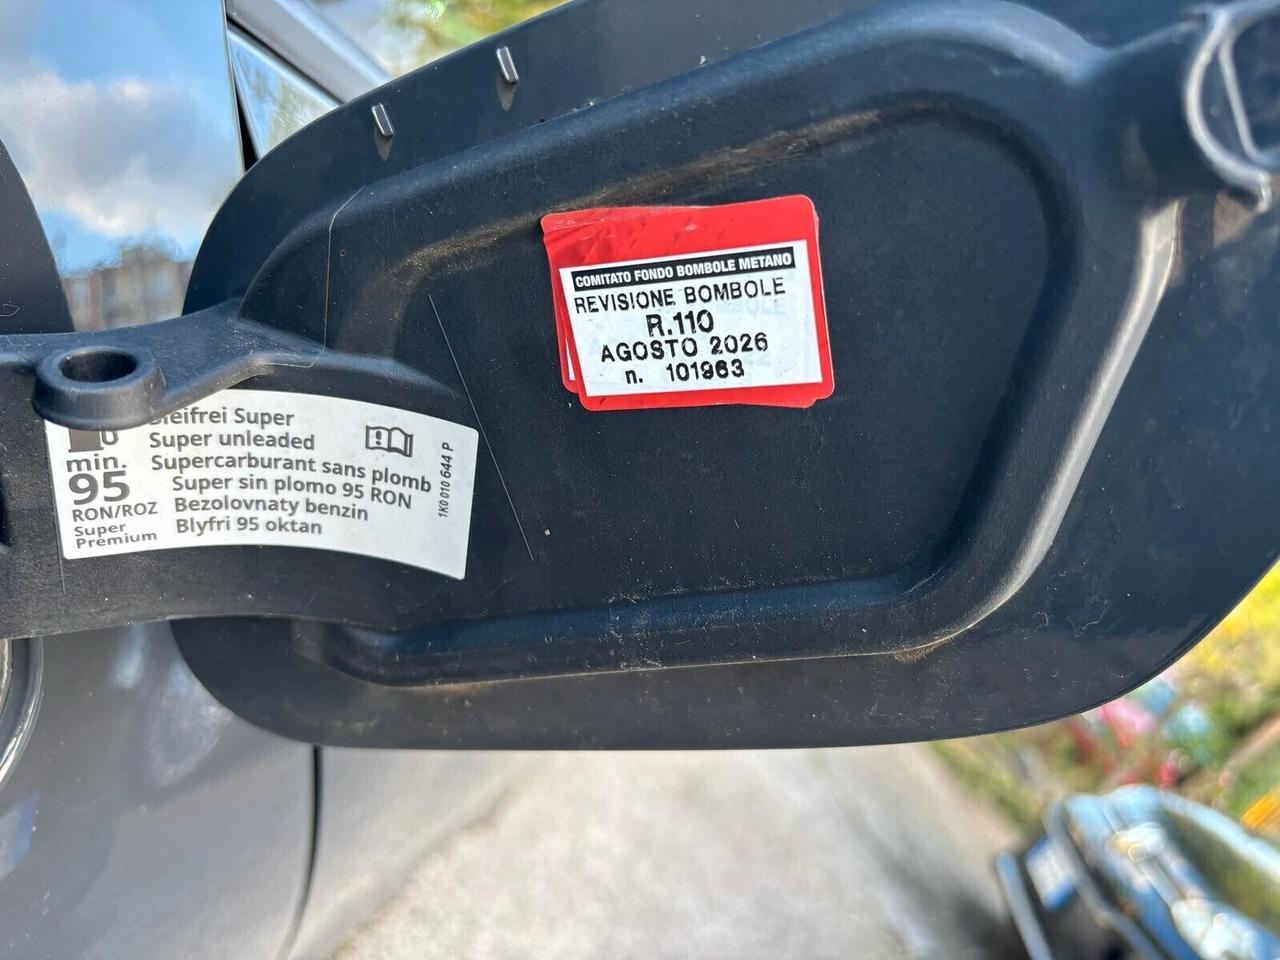 COMITATO FONDO BOMBOLE METANO
REVISIONE BOMBOLE
R.110
AGOSTO 2026
n. 101963
Super
Super unleaded
Supercarburant sans plomb
Super sin plomo 95 RON
Bezolovnaty benzin
Blyfri 95 oktan
min.
95
RON/ROZ
Super
Premium
1K0 010 644 P